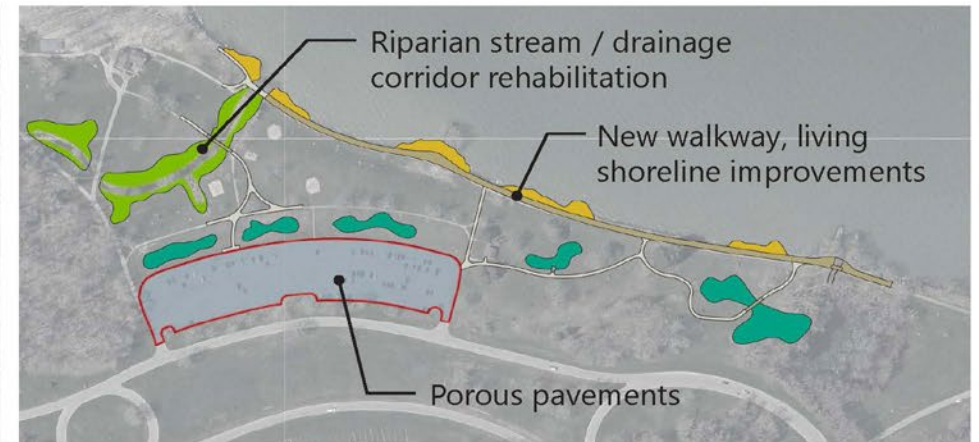 Riparian stream / drainage
corridor rehabilitation
New walkway, living
shoreline improvements
Porous pavements